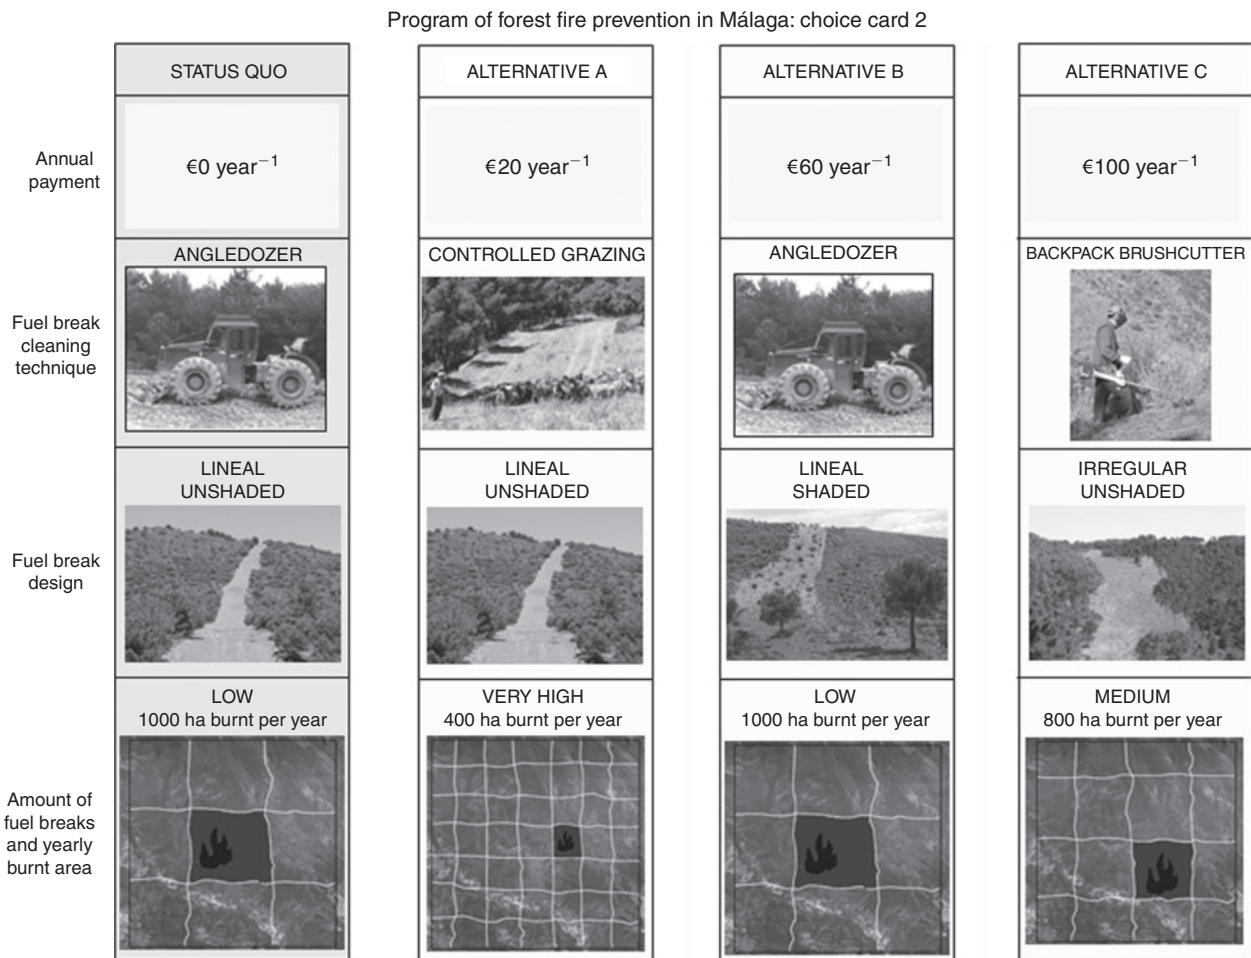 Program of forest fire prevention in Málaga: choice card 2
STATUS QUO
ALTERNATIVE A
ALTERNATIVE B
ALTERNATIVE C
Annual
payment
€0 year⁻¹
€20 year⁻¹
€60 year⁻¹
€100 year⁻¹
Fuel break
cleaning
technique
ANGLEDOZER
CONTROLLED GRAZING
ANGLEDOZER
BACKPACK BRUSHCUTTER
Fuel break
design
LINEAL
UNSHADED
LINEAL
UNSHADED
LINEAL
SHADED
IRREGULAR
UNSHADED
Amount of
fuel breaks
and yearly
burnt area
LOW
1000 ha burnt per year
VERY HIGH
400 ha burnt per year
LOW
1000 ha burnt per year
MEDIUM
800 ha burnt per year